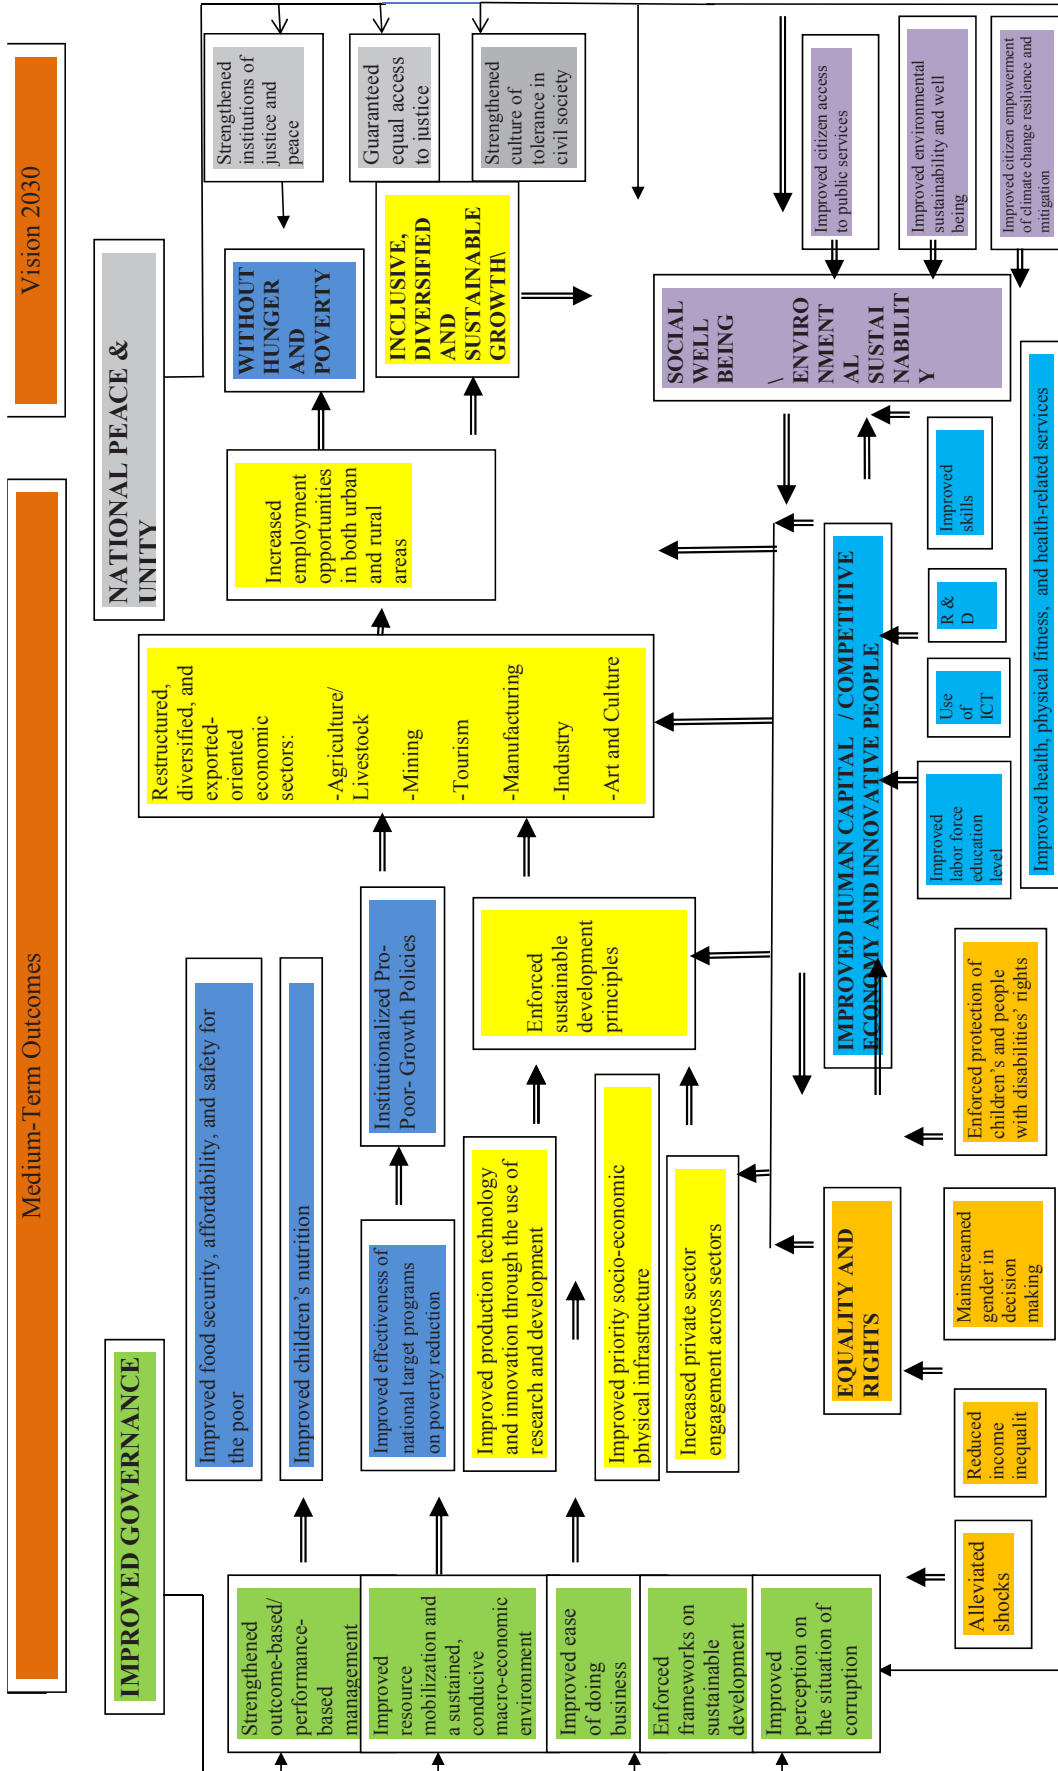 Medium-Term Outcomes
Vision 2030
IMPROVED GOVERNANCE
NATIONAL PEACE &
UNITY
Strengthened
outcome-based/
performance-
based
management
Improved
resource
mobilization and
a sustained,
conducive
macro-economic
environment
Improved ease
of doing
business
Enforced
frameworks on
sustainable
development
Improved
perception on
the situation of
corruption
Improved food security, affordability, and safety for
the poor
Improved children’s nutrition
Improved effectiveness of
national target programs
on poverty reduction
Institutionalized Pro-
Poor- Growth Policies
Improved production technology
and innovation through the use of
research and development
Improved priority socio-economic
physical infrastructure
Increased private sector
engagement across sectors
Enforced
sustainable
development
principles
Restructured,
diversified, and
exported-
oriented
economic
sectors:
-Agriculture/
Livestock
-Mining
-Tourism
-Manufacturing
-Industry
-Art and Culture
Increased
employment
opportunities
in both urban
and rural
areas
WITHOUT
HUNGER
AND
POVERTY
INCLUSIVE,
DIVERSIFIED
AND
SUSTAINABLE
GROWTH\
Strengthened
institutions of
justice and
peace
Guaranteed
equal access
to justice
Strengthened
culture of
tolerance in
civil society
SOCIAL
WELL
BEING
\
ENVIRO
NMENT
AL
SUSTAI
NABILIT
Y
Improved citizen access
to public services
Improved environmental
sustainability and well
being
Improved citizen empowerment
of climate change resilience and
mitigation
EQUALITY AND
RIGHTS
IMPROVED HUMAN CAPITAL / COMPETITIVE
ECONOMY AND INNOVATIVE PEOPLE
Alleviated
shocks
Reduced
income
inequalit
Mainstreamed
gender in
decision
making
Enforced protection of
children’s and people
with disabilities’ rights
Improved
labor force
education
level
Use
of
ICT
R &
D
Improved
skills
Improved health, physical fitness, and health-related services